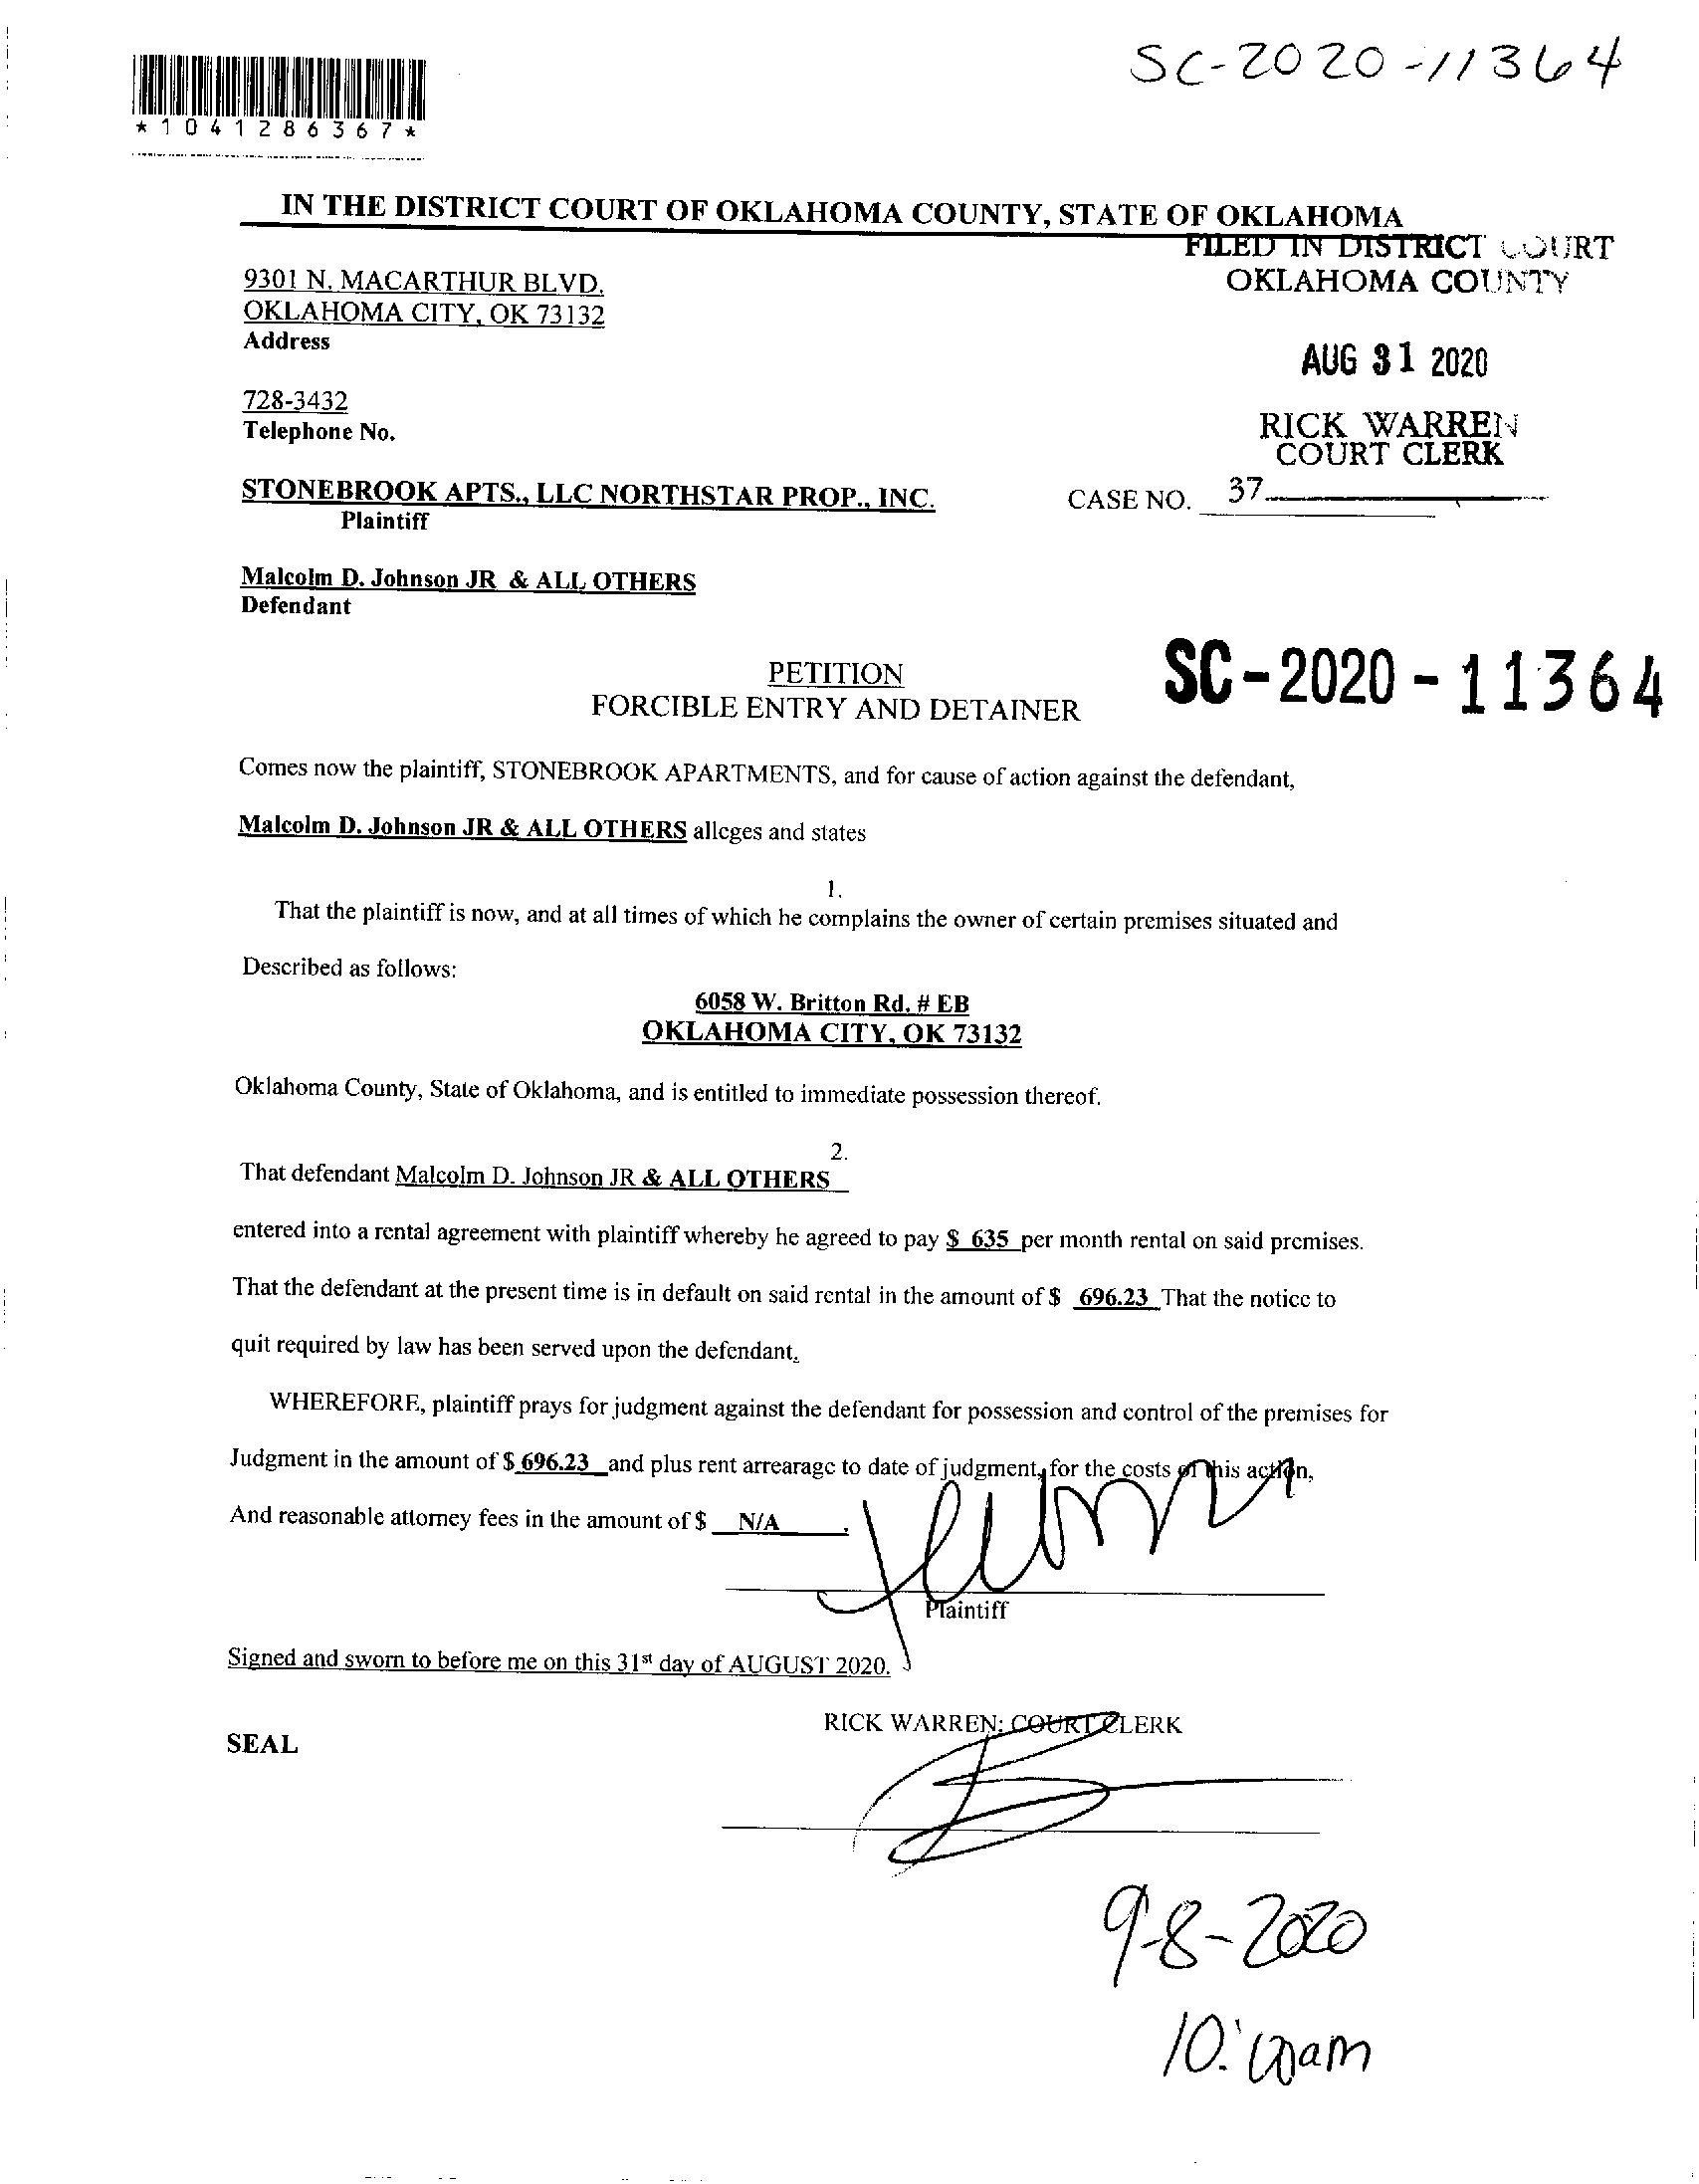 SC-2020-11364
*1041286367*
IN THE DISTRICT COURT OF OKLAHOMA COUNTY, STATE OF OKLAHOMA
FILED IN DISTRICT COURT
OKLAHOMA COUNTY
9301 N. MACARTHUR BLVD.
OKLAHOMA CITY, OK 73132
Address
AUG 31 2020
728-3432
Telephone No.
RICK WARREN
COURT CLERK
STONEBROOK APTS., LLC NORTHSTAR PROP., INC.
Plaintiff
CASE NO. 37
Malcolm D. Johnson JR & ALL OTHERS
Defendant
SC-2020-11364
PETITION
FORCIBLE ENTRY AND DETAINER
Comes now the plaintiff, STONEBROOK APARTMENTS, and for cause of action against the defendant,
Malcolm D. Johnson JR & ALL OTHERS alleges and states
1.
That the plaintiff is now, and at all times of which he complains the owner of certain premises situated and
Described as follows:
6058 W. Britton Rd. # EB
OKLAHOMA CITY, OK 73132
Oklahoma County, State of Oklahoma, and is entitled to immediate possession thereof.
2.
That defendant Malcolm D. Johnson JR & ALL OTHERS
entered into a rental agreement with plaintiff whereby he agreed to pay $ 635 per month rental on said premises.
That the defendant at the present time is in default on said rental in the amount of $ 696.23 That the notice to
quit required by law has been served upon the defendant.
WHEREFORE, plaintiff prays for judgment against the defendant for possession and control of the premises for
Judgment in the amount of $ 696.23 and plus rent arrearage to date of judgment, for the costs of this action,
And reasonable attorney fees in the amount of $ N/A.
Plaintiff
Signed and sworn to before me on this 31st day of AUGUST 2020.
RICK WARREN: COURT CLERK
SEAL
9-8-2020
10:00am